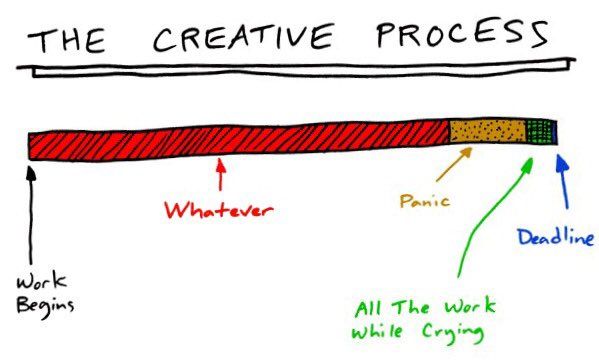 THE CREATIVE PROCESS
Whatever
Panic
Deadline
Work
Begins
All The Work
While Crying